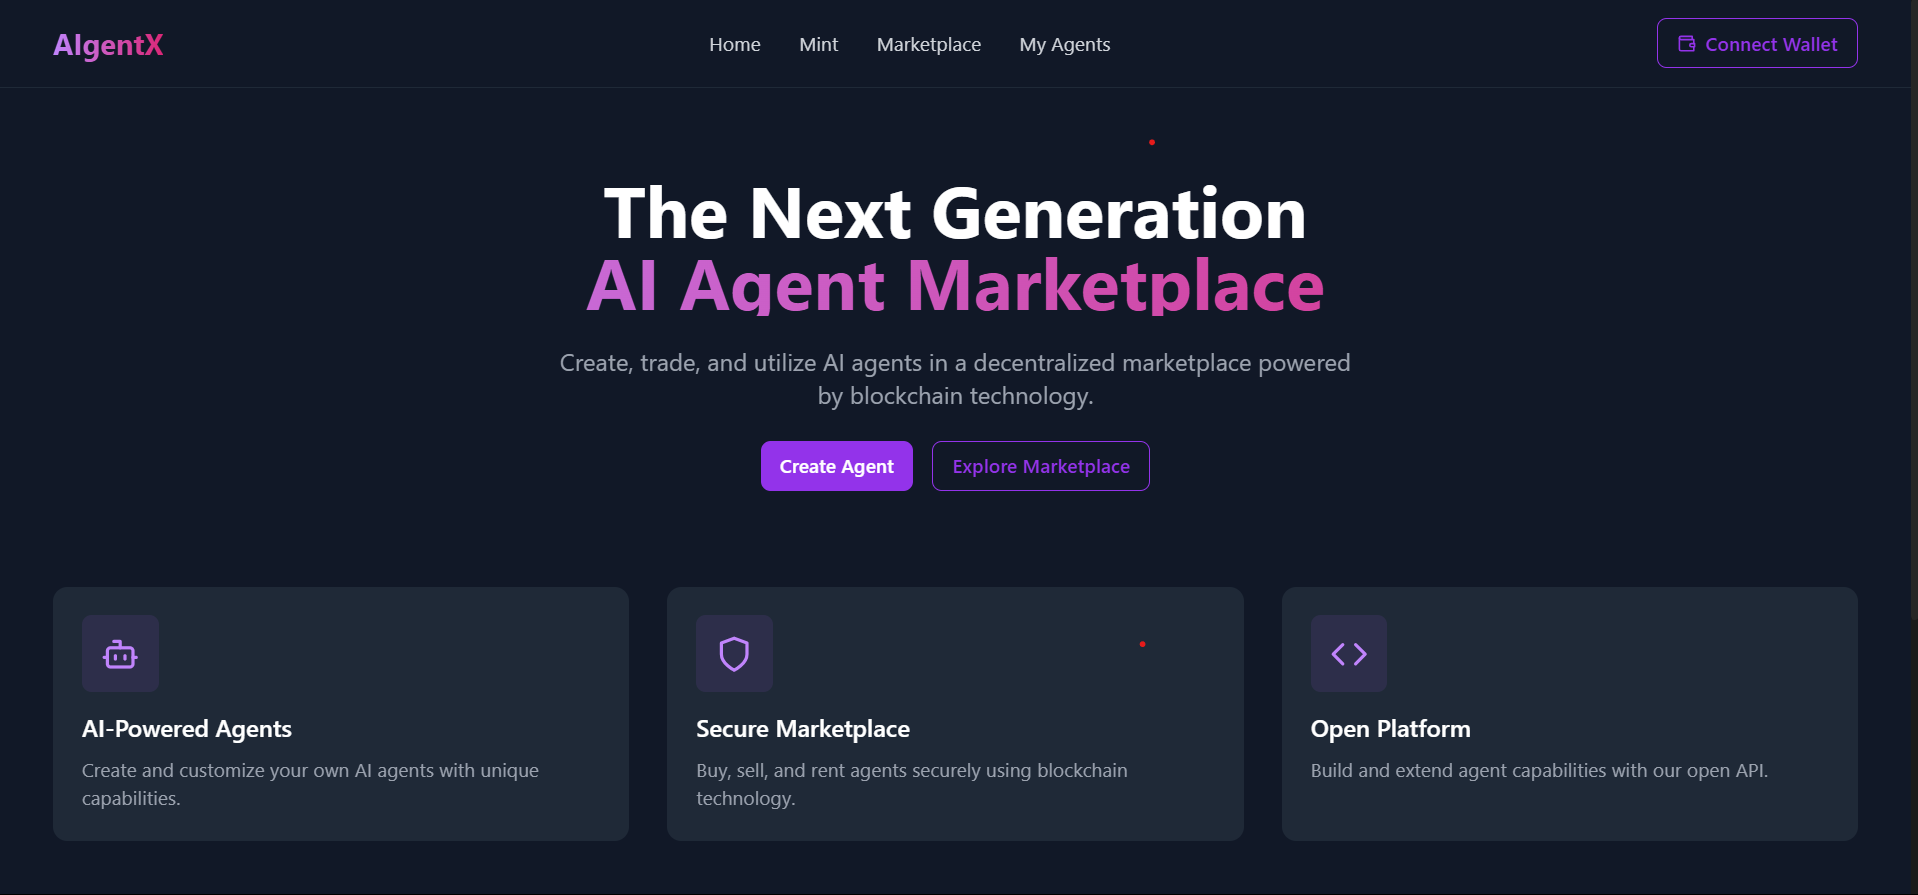 AIgentX
Home
Mint
Marketplace
My Agents
Connect Wallet
The Next Generation
AI Agent Marketplace
Create, trade, and utilize AI agents in a decentralized marketplace powered
by blockchain technology.
Create Agent
Explore Marketplace
AI-Powered Agents
Create and customize your own AI agents with unique
capabilities.
Secure Marketplace
Buy, sell, and rent agents securely using blockchain
technology.
Open Platform
Build and extend agent capabilities with our open API.